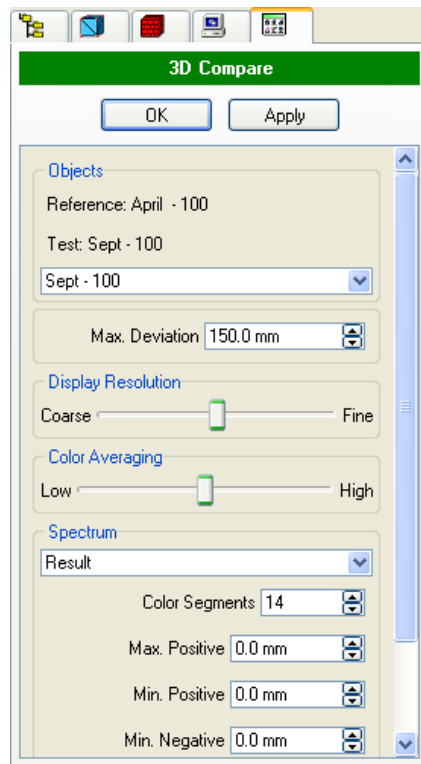 3D Compare
OK Apply
Objects
Reference: April - 100
Test: Sept - 100
Sept - 100
Max. Deviation 150.0 mm
Display Resolution
Coarse Fine
Color Averaging
Low High
Spectrum
Result
Color Segments 14
Max. Positive 0.0 mm
Min. Positive 0.0 mm
Min. Negative 0.0 mm